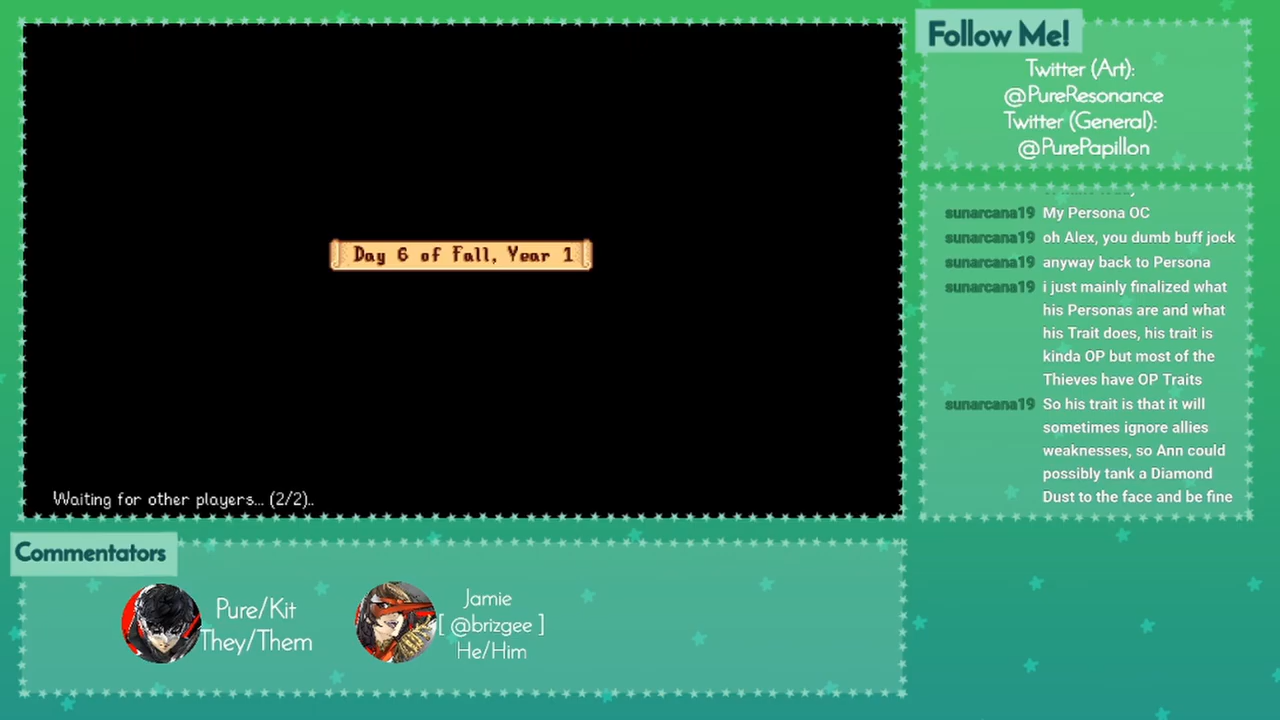 Day 6 of Fall, Year 1
Waiting for other players... (2/2)..
Follow Me!
Twitter (Art):
@PureResonance
Twitter (General):
@PurePapillon
sunarcana19 My Persona OC
sunarcana19 oh Alex, you dumb buff jock
sunarcana19 anyway back to Persona
sunarcana19 i just mainly finalized what
his Personas are and what
his Trait does, his trait is
kinda OP but most of the
Thieves have OP Traits
sunarcana19 So his trait is that it will
sometimes ignore allies
weaknesses, so Ann could
possibly tank a Diamond
Dust to the face and be fine
Commentators
Pure/Kit
They/Them
Jamie
[ @brizgee ]
He/Him